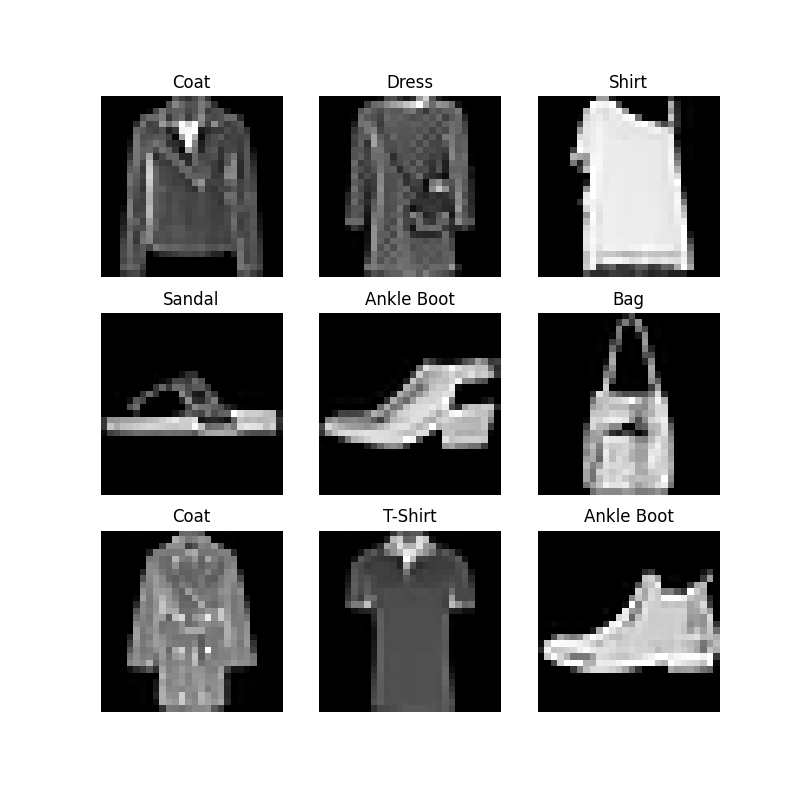 Coat
Dress
Shirt
Sandal
Ankle Boot
Bag
Coat
T-Shirt
Ankle Boot